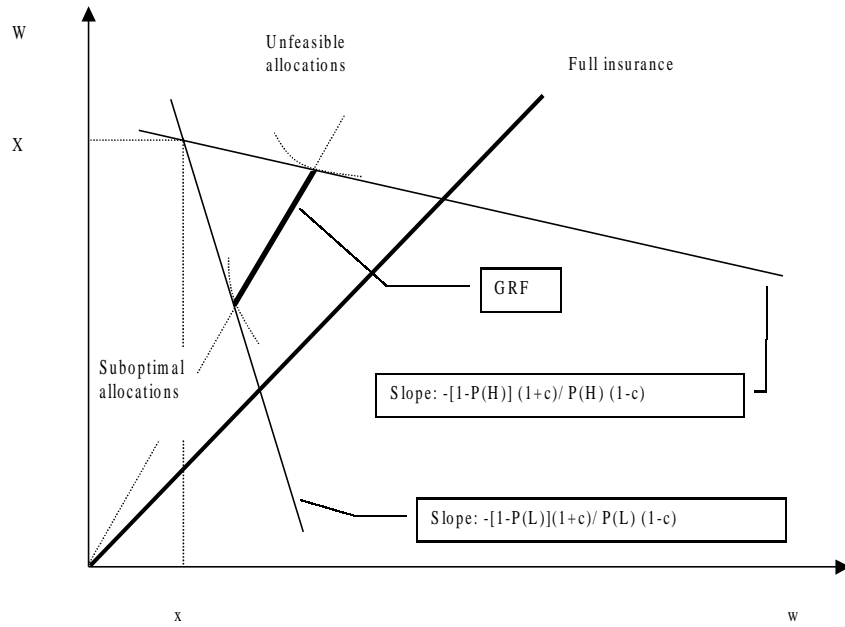 W
Unfeasible
allocations
Full insurance
X
GRF
Suboptimal
allocations
Slope: -[1-P(H)] (1+c)/ P(H) (1-c)
Slope: -[1-P(L)](1+c)/ P(L) (1-c)
x
w